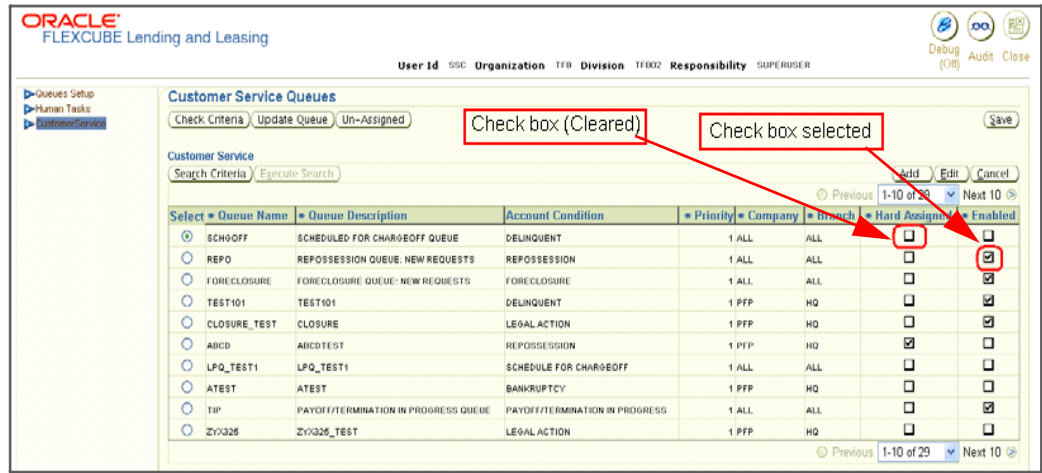 ORACLE
FLEXCUBE Lending and Leasing
Debug (Off) Audit Close
User Id SSC Organization TFB Division TFB02 Responsibility SUPERUSER
Queues Setup
Human Tasks
CustomerService
Customer Service Queues
Check Criteria Update Queue Un-Assigned Save
Check box (Cleared)
Check box selected
Customer Service
Search Criteria Execute Search Add Edit Cancel
Previous 1-10 of 29 Next 10
Select Queue Name Queue Description Account Condition Priority Company Branch Hard Assigned Enabled
SCHGOFF SCHEDULED FOR CHARGEOFF QUEUE DELINQUENT 1 ALL ALL
REPO REPOSSESSION QUEUE: NEW REQUESTS REPOSSESSION 1 ALL ALL
FORECLOSURE FORECLOSURE QUEUE: NEW REQUESTS FORECLOSURE 1 ALL ALL
TEST101 TEST101 DELINQUENT 1 PFP HQ
CLOSURE_TEST CLOSURE LEGAL ACTION 1 PFP HQ
ABCD ABCDTEST REPOSSESSION 1 PFP HQ
LPQ_TEST1 LPQ_TEST1 SCHEDULE FOR CHARGEOFF 1 ALL ALL
ATEST ATEST BANKRUPTCY 1 PFP HQ
TIP PAYOFF/TERMINATION IN PROGRESS QUEUE PAYOFF/TERMINATION IN PROGRESS 1 ALL ALL
ZYX325 ZYX325_TEST LEGAL ACTION 1 PFP HQ
Previous 1-10 of 29 Next 10